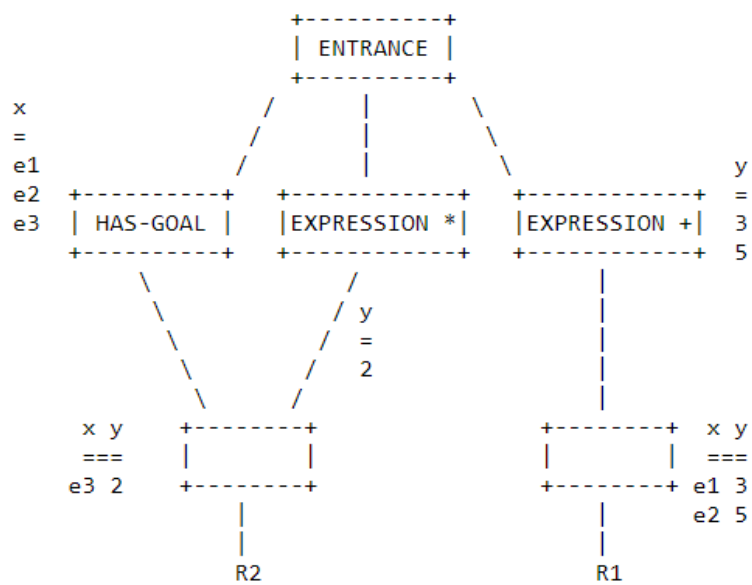 ENTRANCE
x
=
e1
e2
e3
HAS-GOAL
EXPRESSION *
EXPRESSION +
y
=
3
5
y
=
2
x y
===
e3 2
x y
===
e1 3
e2 5
R2
R1